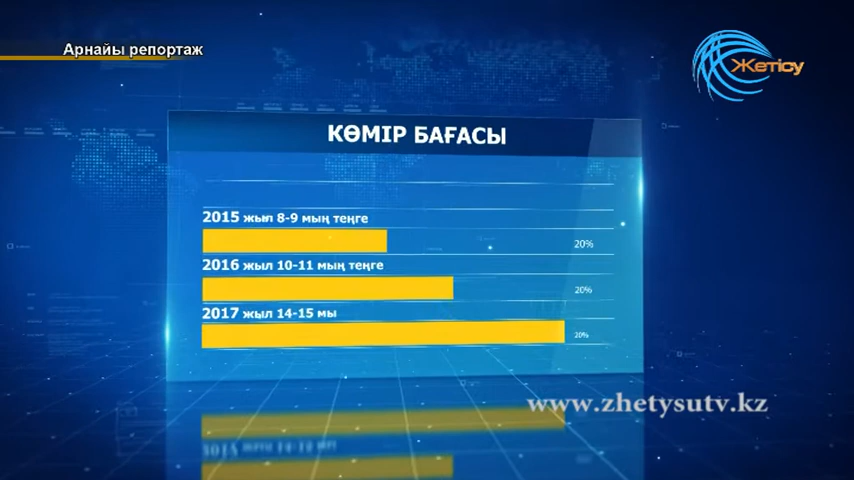 Арнайы репортаж
Жетісу
КӨМІР БАҒАСЫ
2015 жыл 8-9 мың теңге
20%
2016 жыл 10-11 мың теңге
20%
2017 жыл 14-15 мы
20%
www.zhetysutv.kz